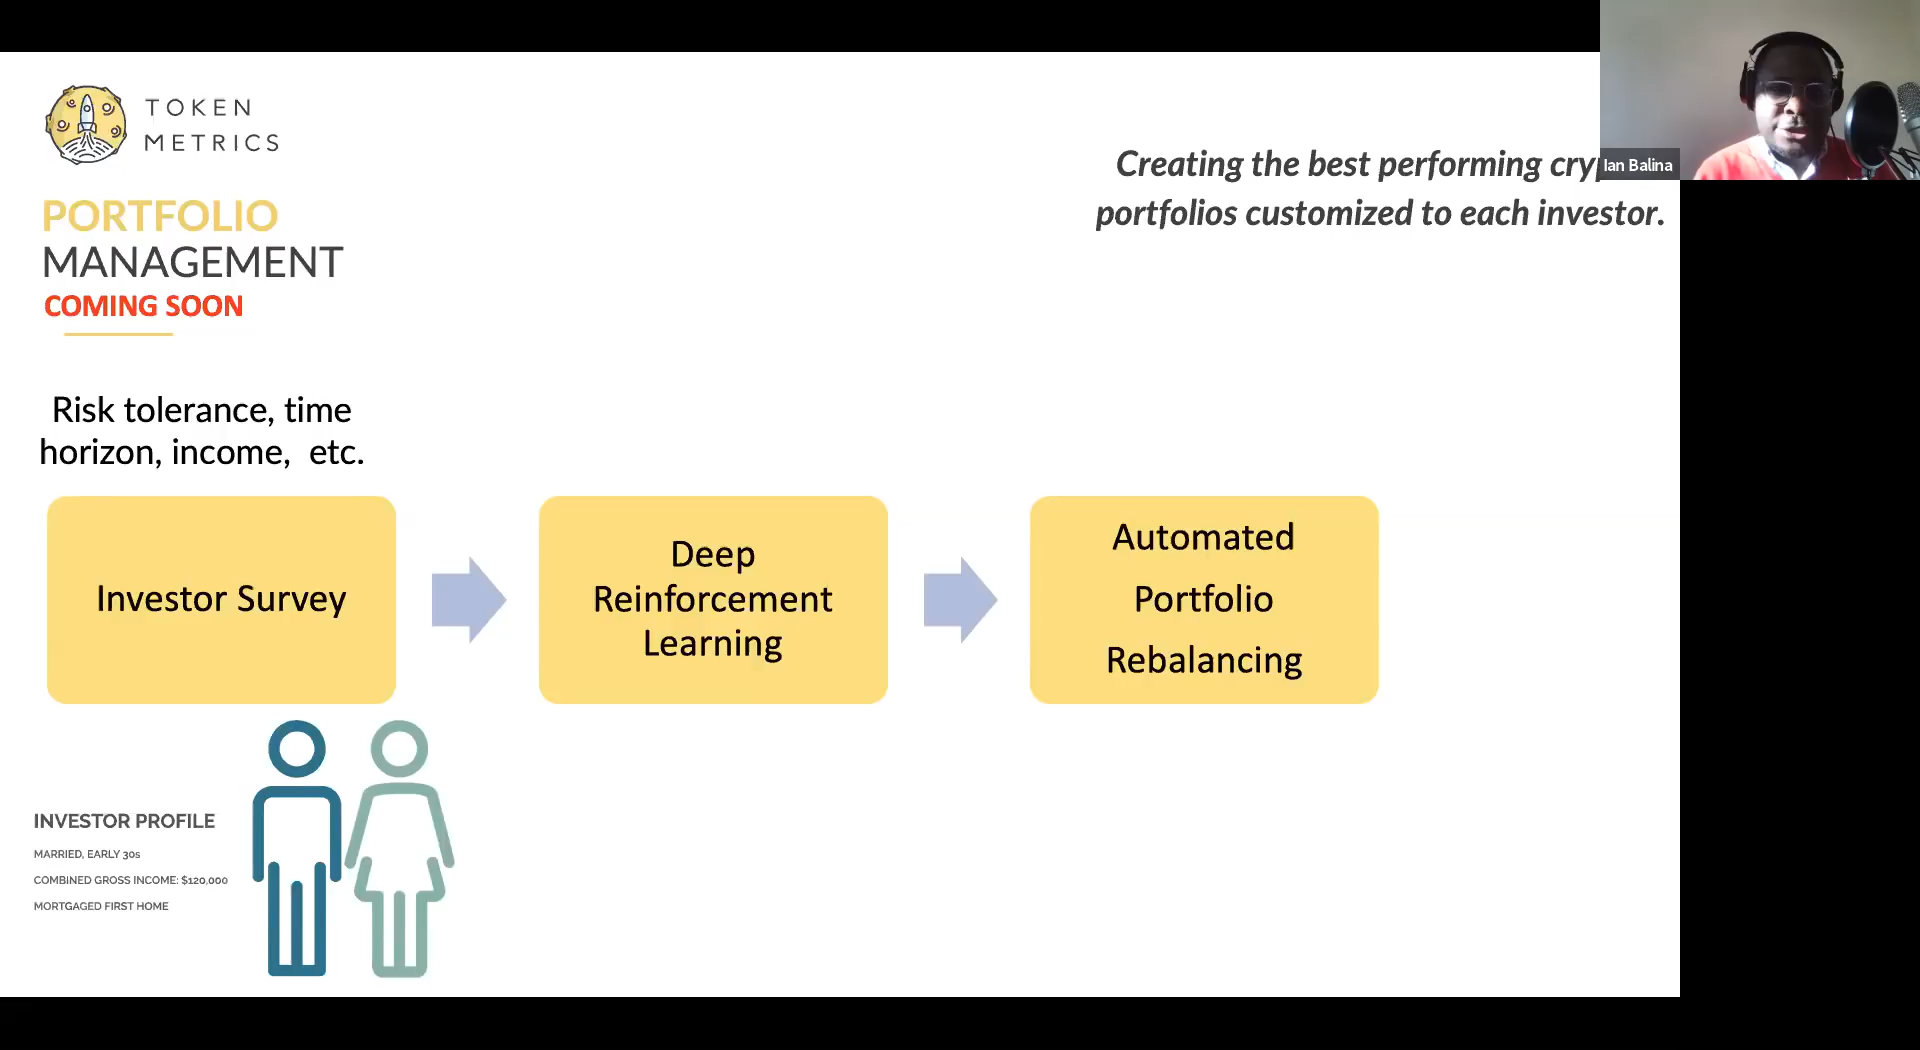 TOKEN
METRICS
PORTFOLIO
MANAGEMENT
COMING SOON
Creating the best performing cry
portfolios customized to each investor.
Ian Balina
Risk tolerance, time
horizon, income, etc.
Investor Survey
Deep
Reinforcement
Learning
Automated
Portfolio
Rebalancing
INVESTOR PROFILE
MARRIED, EARLY 30s
COMBINED GROSS INCOME: $120,000
MORTGAGED FIRST HOME